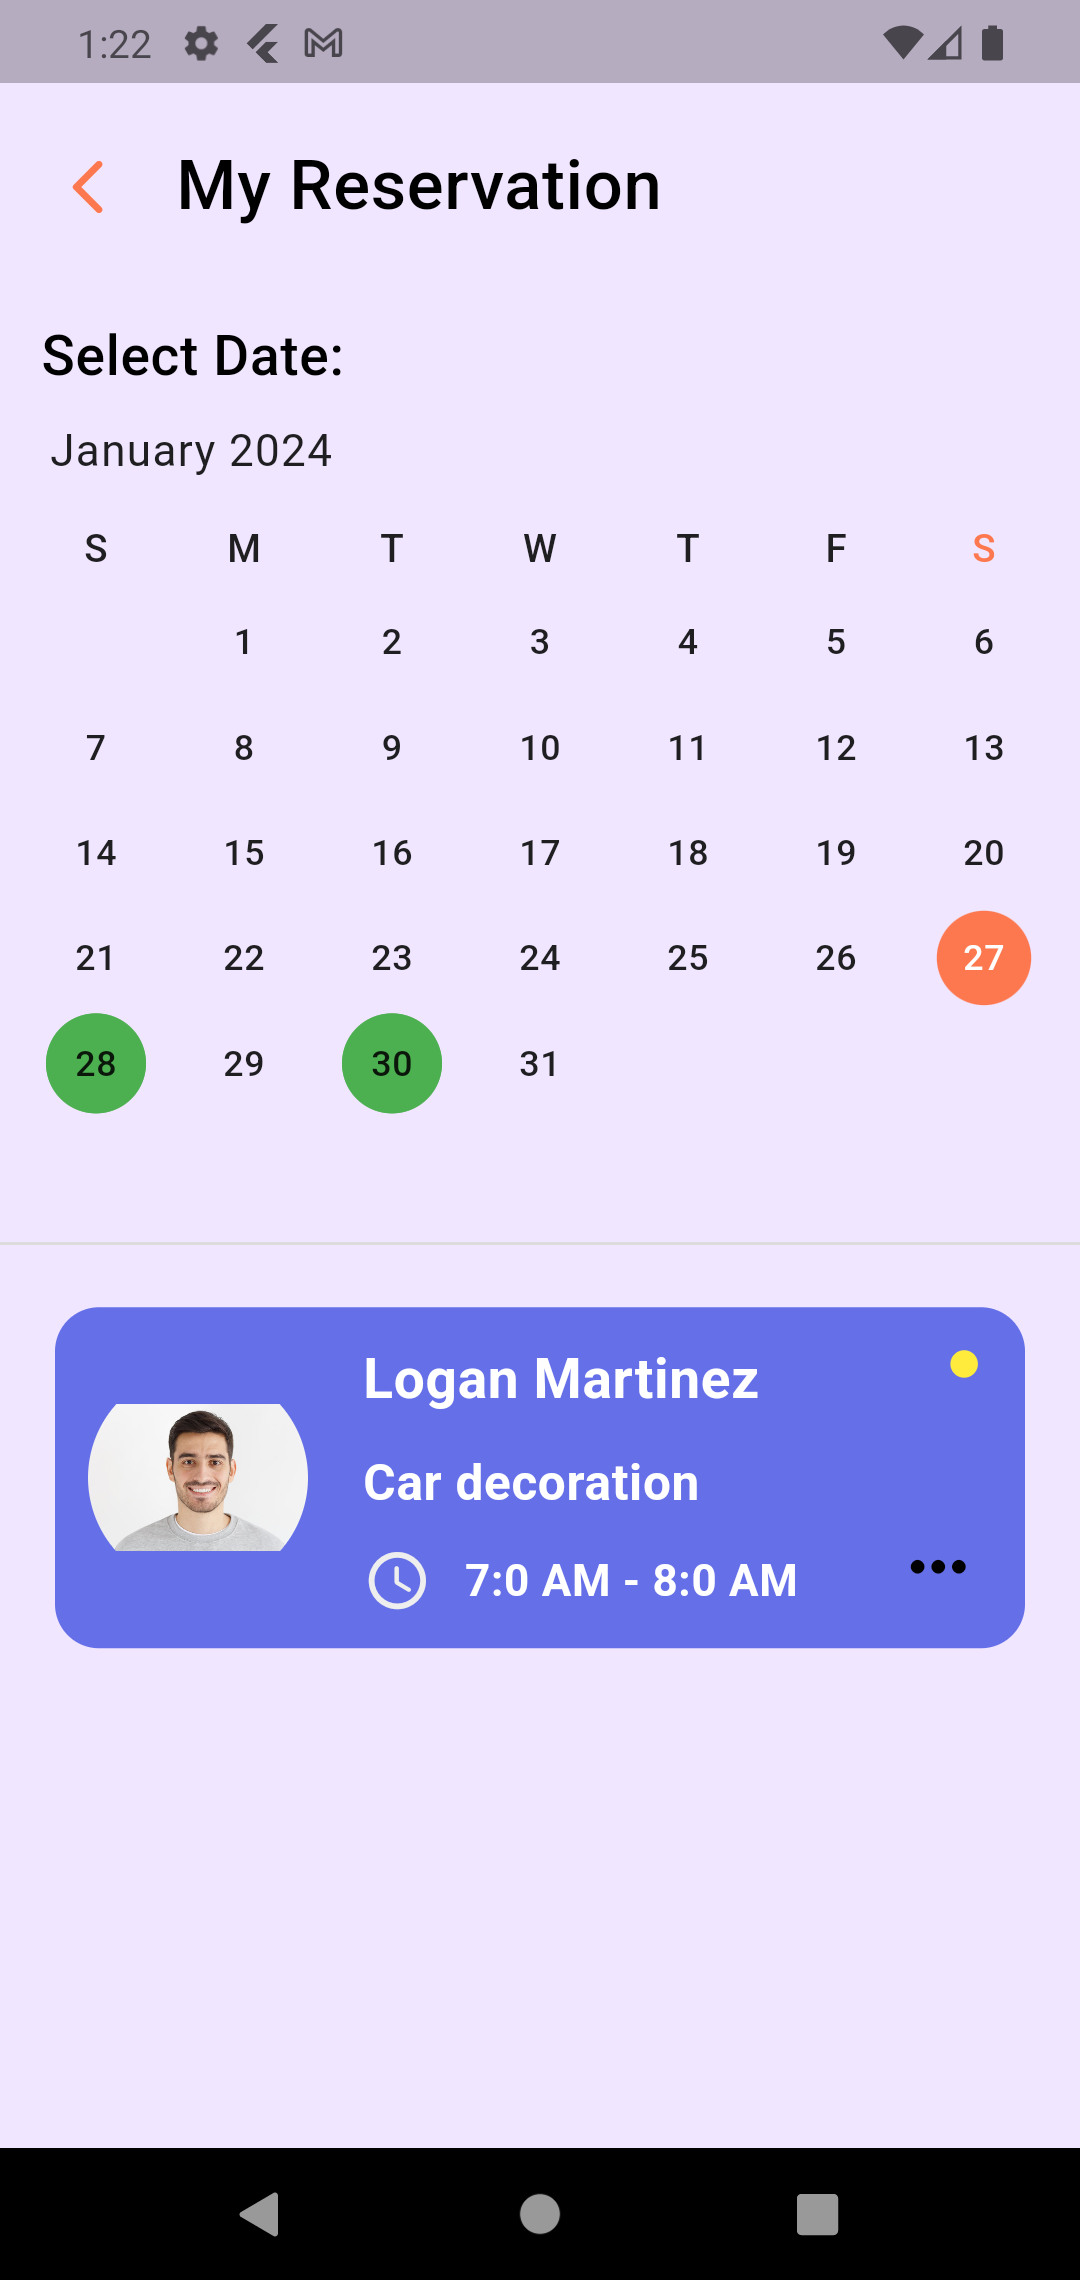 1:22
My Reservation
Select Date:
January 2024
S M T W T F S
1 2 3 4 5 6
7 8 9 10 11 12 13
14 15 16 17 18 19 20
21 22 23 24 25 26 27
28 29 30 31
Logan Martinez
Car decoration
7:0 AM - 8:0 AM